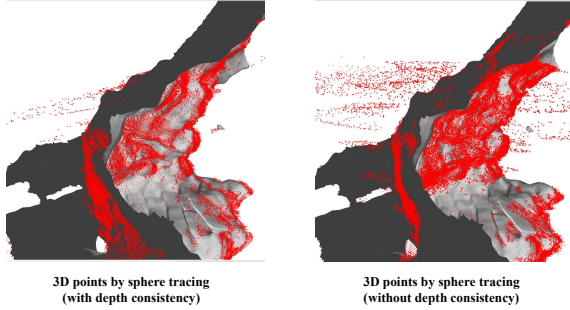 3D points by sphere tracing
(with depth consistency)
3D points by sphere tracing
(without depth consistency)